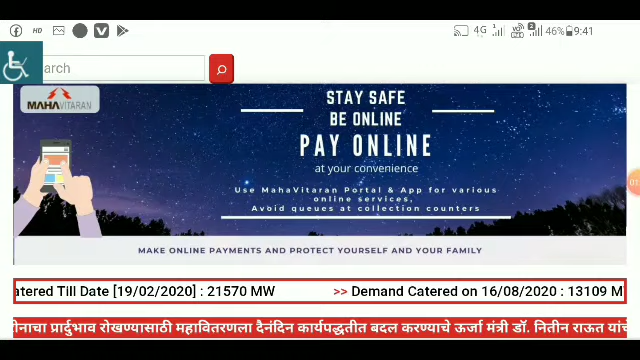 HD
4G
2
46%
9:41
arch
MAHAVITARAN
STAY SAFE
BE ONLINE
PAY ONLINE
at your convenience
Use MahaVitaran Portal & App for various
online services,
Avoid queues at collection counters
MAKE ONLINE PAYMENTS AND PROTECT YOURSELF AND YOUR FAMILY
atered Till Date [19/02/2020] : 21570 MW >> Demand Catered on 16/08/2020 : 13109 M
नाचा प्रार्दुभाव रोखण्यासाठी महावितरणला दैनंदिन कार्यपद्धतीत बदल करण्याचे ऊर्जा मंत्री डॉ. नितीन राऊत यांचे